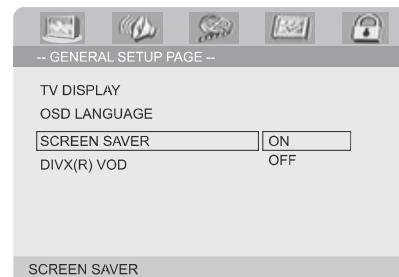 -- GENERAL SETUP PAGE --
TV DISPLAY
OSD LANGUAGE
SCREEN SAVER ON
DIVX(R) VOD OFF
SCREEN SAVER